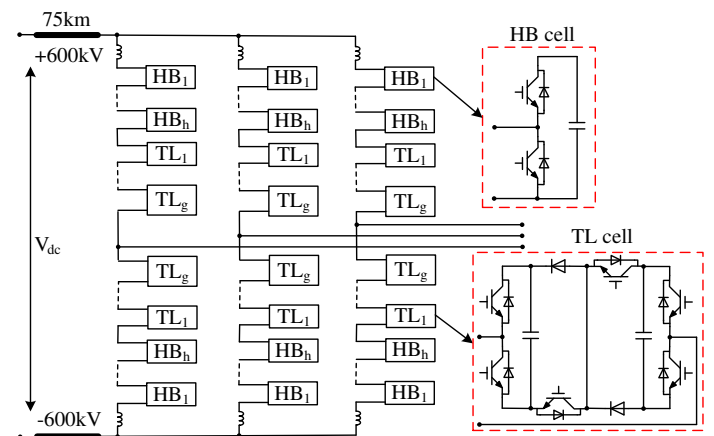 75km
+600kV
HB cell
HB₁ HB₁ HB₁
HBₕ HBₕ HBₕ
TL₁ TL₁ TL₁
TLg TLg TLg
Vdc
TL cell
TLg TLg TLg
TL₁ TL₁ TL₁
HBₕ HBₕ HBₕ
HB₁ HB₁ HB₁
-600kV